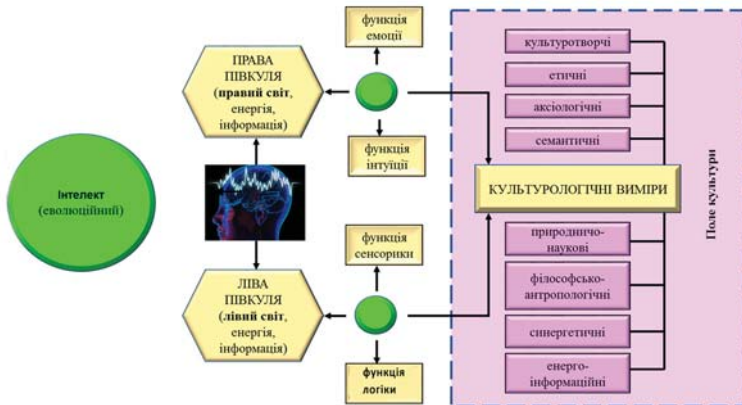 Інтелект
(еволюційний)
ПРАВА
ПІВКУЛЯ
(правий світ,
енергія,
інформація)
ЛІВА
ПІВКУЛЯ
(лівий світ,
енергія,
інформація)
функція
емоції
функція
інтуїції
функція
сенсорики
функція
логіки
культуротворчі
етичні
аксіологічні
семантичні
КУЛЬТУРОЛОГІЧНІ ВИМІРИ
природничо-
наукові
філософсько-
антропологічні
синергетичні
енерго-
інформаційні
Поле культури